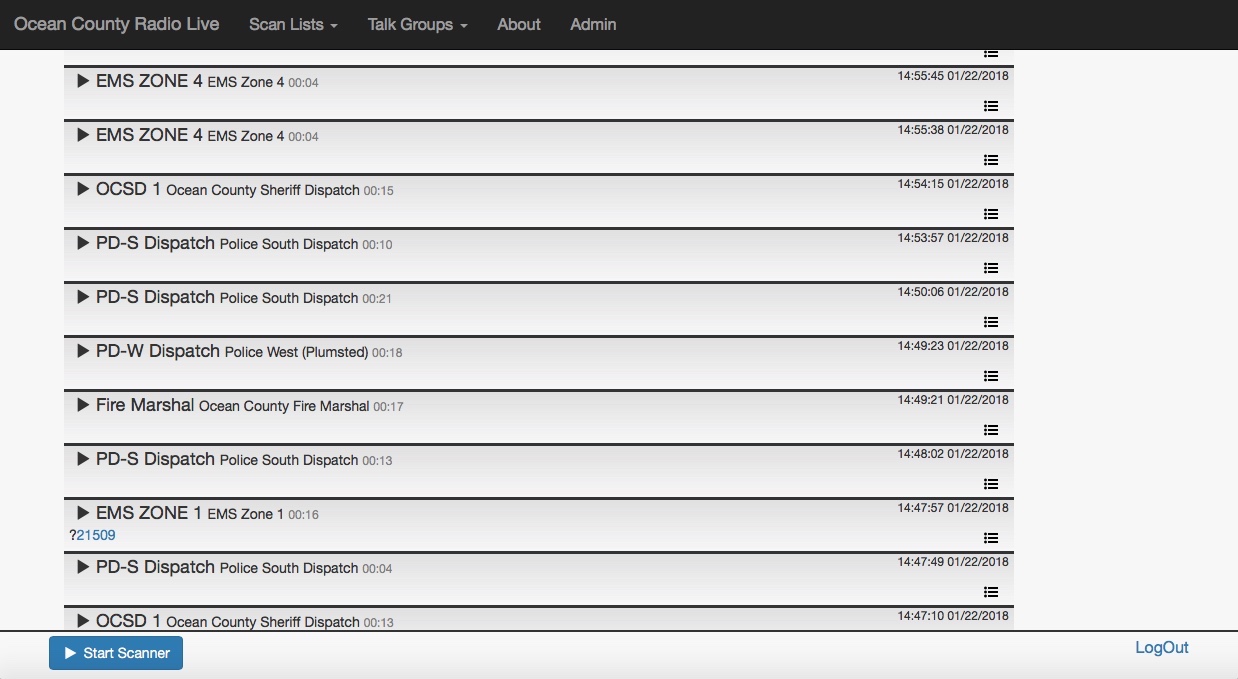 Ocean County Radio Live Scan Lists Talk Groups About Admin
EMS ZONE 4 EMS Zone 4 00:04 14:55:45 01/22/2018
EMS ZONE 4 EMS Zone 4 00:04 14:55:38 01/22/2018
OCSD 1 Ocean County Sheriff Dispatch 00:15 14:54:15 01/22/2018
PD-S Dispatch Police South Dispatch 00:10 14:53:57 01/22/2018
PD-S Dispatch Police South Dispatch 00:21 14:50:06 01/22/2018
PD-W Dispatch Police West (Plumsted) 00:18 14:49:23 01/22/2018
Fire Marshal Ocean County Fire Marshal 00:17 14:49:21 01/22/2018
PD-S Dispatch Police South Dispatch 00:13 14:48:02 01/22/2018
EMS ZONE 1 EMS Zone 1 00:16 14:47:57 01/22/2018
?21509
PD-S Dispatch Police South Dispatch 00:04 14:47:49 01/22/2018
OCSD 1 Ocean County Sheriff Dispatch 00:13 14:47:10 01/22/2018
Start Scanner LogOut